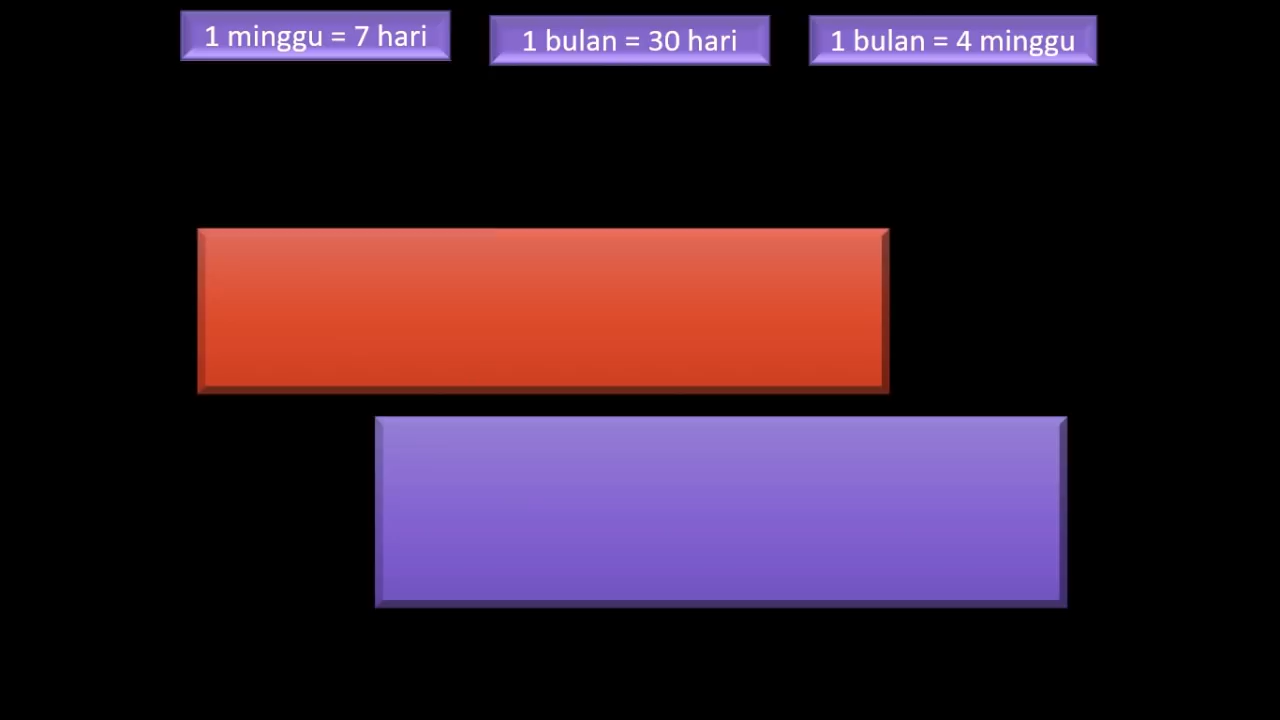 1 minggu = 7 hari
1 bulan = 30 hari
1 bulan = 4 minggu